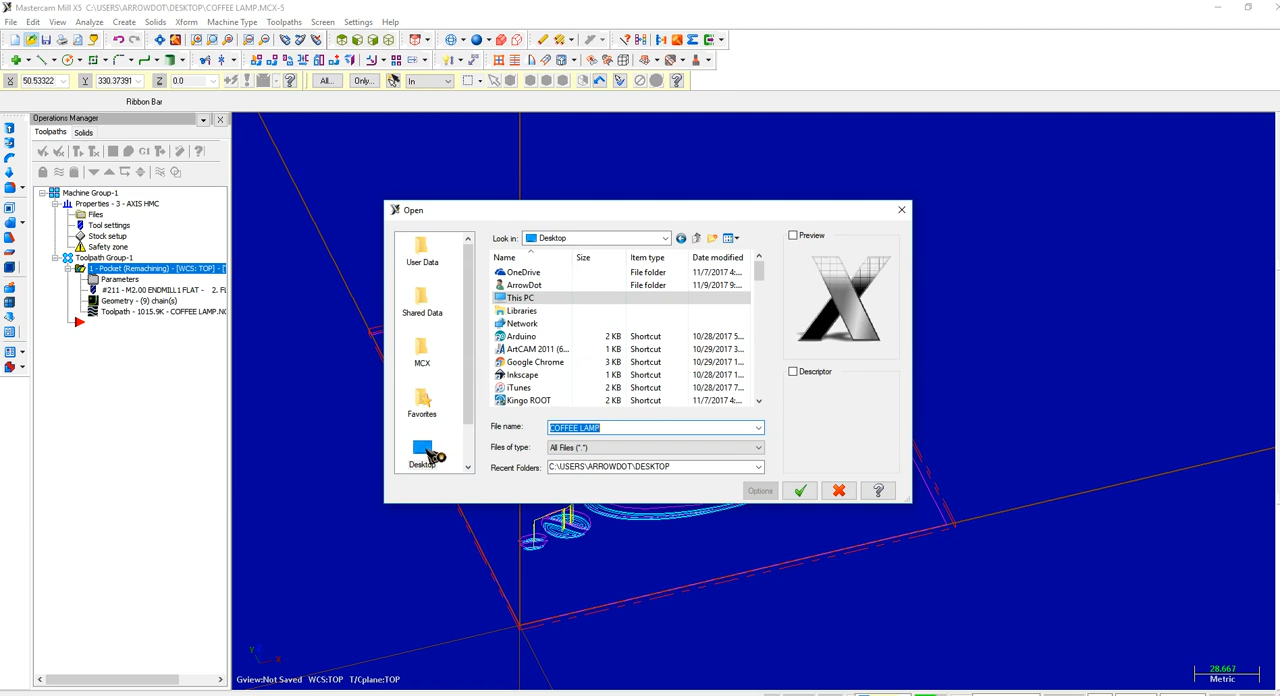 Mastercam Mill X5 C:\USERS\ARROWDOT\DESKTOP\COFFEE LAMP.MCX-5
File Edit View Analyze Create Solids Xform Machine Type Toolpaths Screen Settings Help
X 50.53322 Y 330.37391 Z 0.0 All... Only... In
Ribbon Bar
Operations Manager
Toolpaths Solids
G1
Machine Group-1
Properties - 3 - AXIS HMC
Files
Tool settings
Stock setup
Safety zone
Toolpath Group-1
1 - Pocket (Remachining) - [WCS: TOP] - [
Parameters
#211 - M2.00 ENDMILL1 FLAT - 2. FL
Geometry - (9) chain(s)
Toolpath - 1015.9K - COFFEE LAMP.NC
Open
User Data
Shared Data
MCX
Favorites
Desktop
Look in: Desktop
Name Size Item type Date modified
OneDrive File folder 11/7/2017 4:...
ArrowDot File folder 11/9/2017 9:...
This PC
Libraries
Network
Arduino 2 KB Shortcut 10/28/2017 5...
ArtCAM 2011 (6... 1 KB Shortcut 10/29/2017 3...
Google Chrome 3 KB Shortcut 10/29/2017 1...
Inkscape 1 KB Shortcut 10/28/2017 4...
iTunes 2 KB Shortcut 10/28/2017 7...
Kingo ROOT 2 KB Shortcut 11/7/2017 4:...
File name: COFFEE LAMP
Files of type: All Files (*.*)
Recent Folders: C:\USERS\ARROWDOT\DESKTOP
Preview
Descriptor
Options
Y
X
Gview:Not Saved WCS:TOP T/Cplane:TOP
28.667
Metric